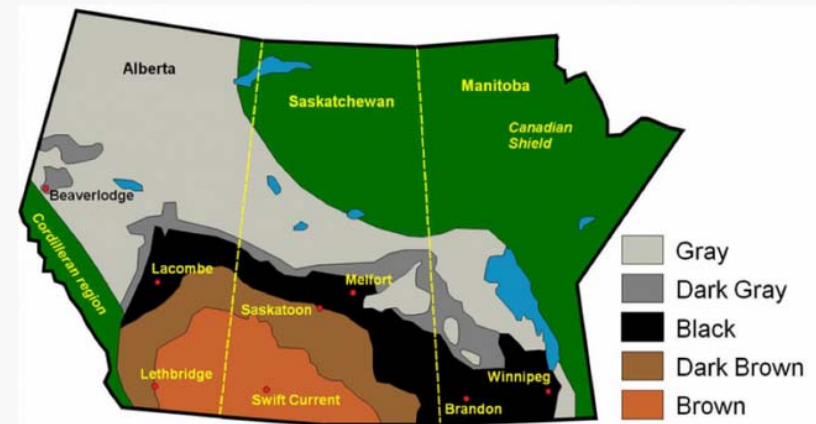 Alberta
Saskatchewan
Manitoba
Canadian
Shield
Beaverlodge
Cordilleran region
Lacombe
Melfort
Saskatoon
Lethbridge
Swift Current
Winnipeg
Brandon
Gray
Dark Gray
Black
Dark Brown
Brown